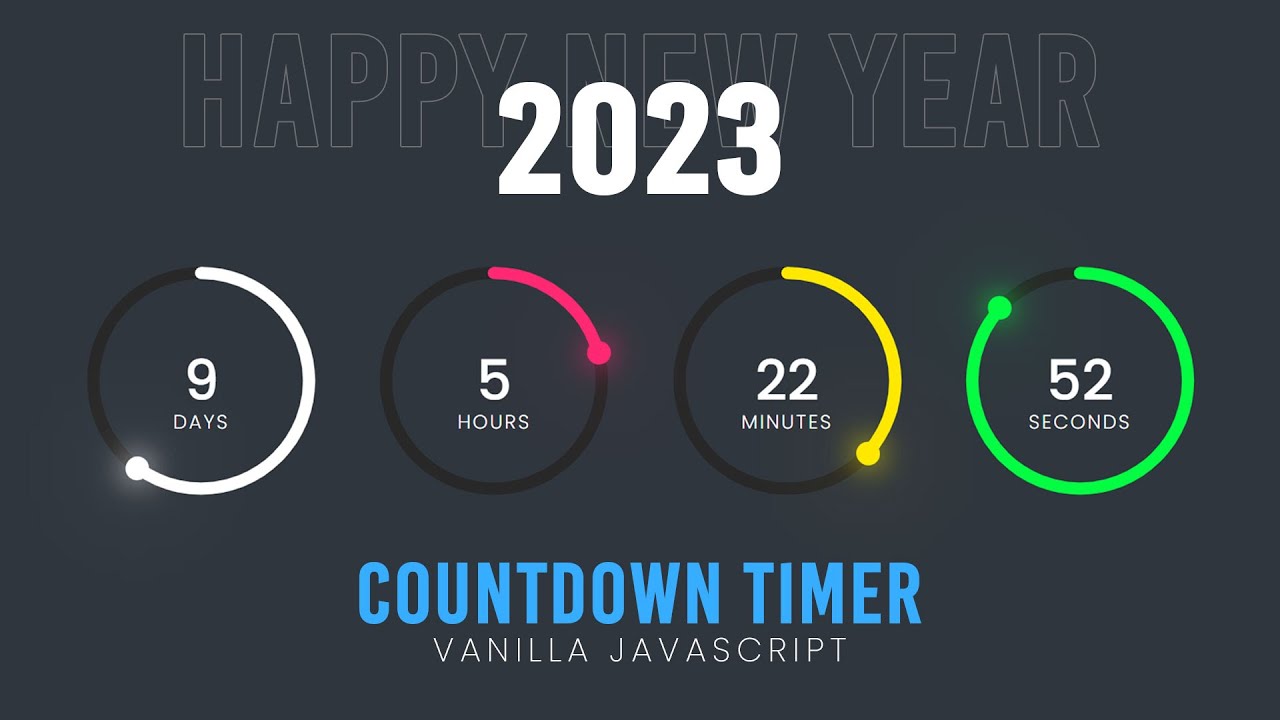 HAPPY NEW YEAR
2023
9 5 22 52
DAYS HOURS MINUTES SECONDS
COUNTDOWN TIMER
VANILLA JAVASCRIPT